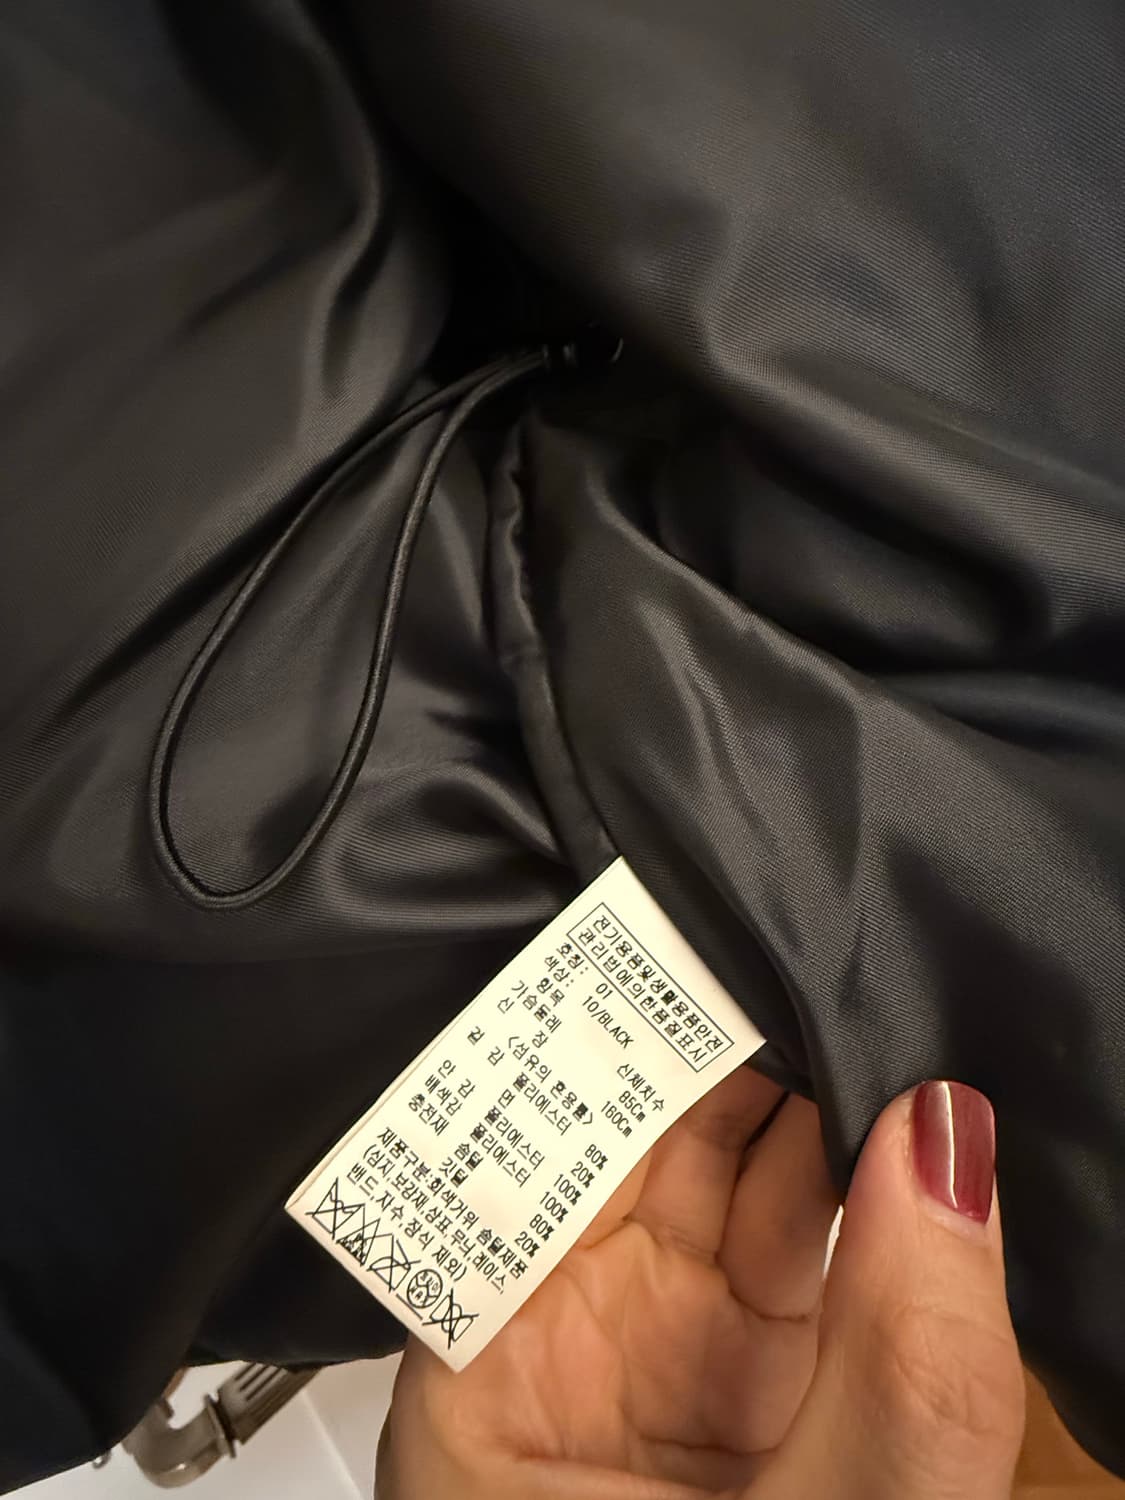 전기용품및생활용품안전
관리법에의한품질표시
호칭: 01
색상: 10/BLACK
항목 신체치수
가슴둘레 85Cm
신 장 160Cm
<섬유의 혼용률>
겉 감 면 80%
폴리에스터 20%
안 감 폴리에스터 100%
배색감 폴리에스터 100%
충전재 솜털 80%
깃털 20%
제품구분:회색거위 솜털제품
(심지,보강재,상표,무늬,레이스,
밴드,자수,장식 제외)